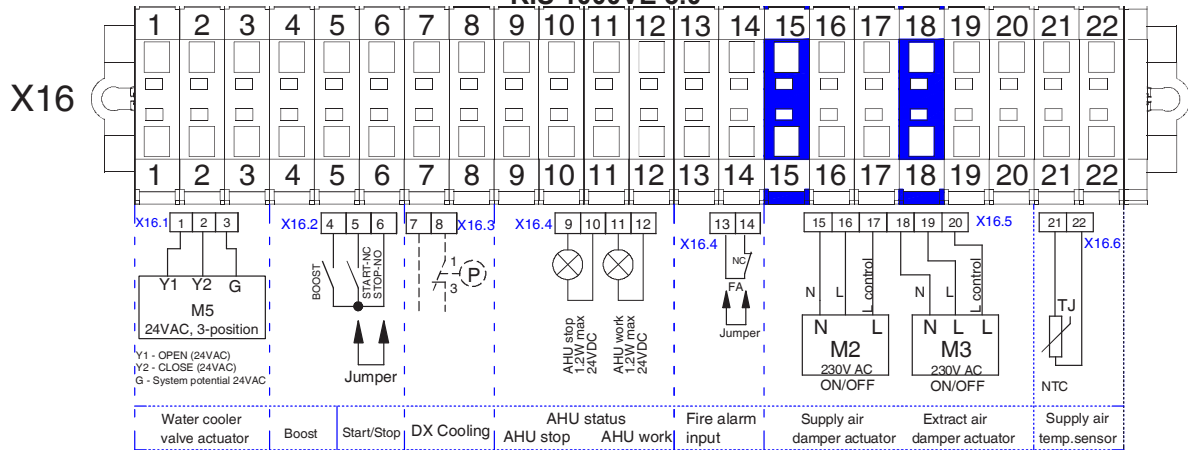 1 2 3 4 5 6 7 8 9 10 11 12 13 14 15 16 17 18 19 20 21 22
X16
1 2 3 4 5 6 7 8 9 10 11 12 13 14 15 16 17 18 19 20 21 22
X16.1 1 2 3
X16.2 4 5 6
7 8 X16.3
X16.4 9 10 11 12
13 14
X16.4
15 16 17 18 19 20 X16.5
21 22
X16.6
Y1 Y2 G
M5
24VAC, 3-position
Y1 - OPEN (24VAC)
Y2 - CLOSE (24VAC)
G - System potential 24VAC
BOOST
START-NC
STOP-NO
Jumper
1
P
3
AHU stop
1.2W max
24VDC
AHU work
1.2W max
24VDC
NC
FA
Jumper
N L L control
N L
M2
230V AC
ON/OFF
N L L control
N L L
M3
230V AC
ON/OFF
TJ
NTC
Water cooler
valve actuator
Boost
Start/Stop
DX Cooling
AHU status
AHU stop AHU work
Fire alarm
input
Supply air
damper actuator
Extract air
damper actuator
Supply air
temp.sensor